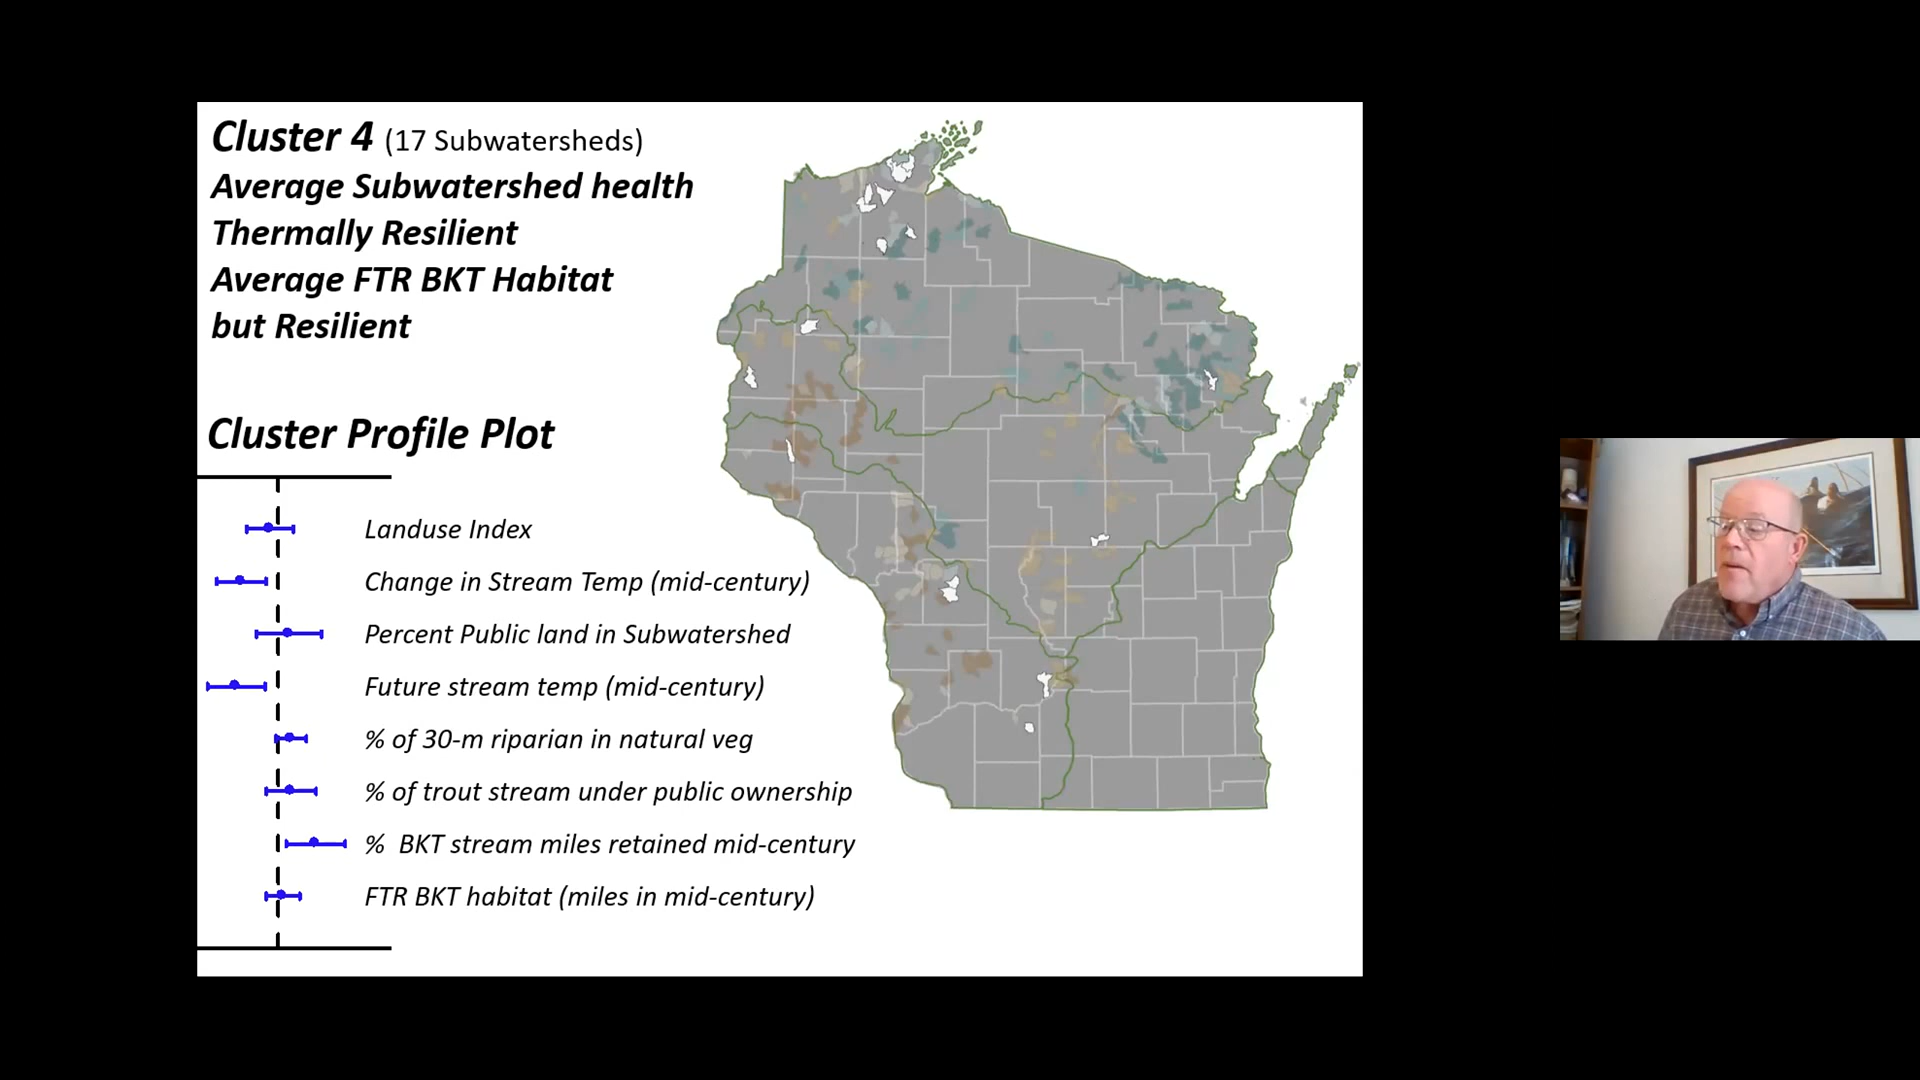 Cluster 4 (17 Subwatersheds)
Average Subwatershed health
Thermally Resilient
Average FTR BKT Habitat
but Resilient
Cluster Profile Plot
Landuse Index
Change in Stream Temp (mid-century)
Percent Public land in Subwatershed
Future stream temp (mid-century)
% of 30-m riparian in natural veg
% of trout stream under public ownership
% BKT stream miles retained mid-century
FTR BKT habitat (miles in mid-century)